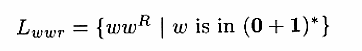 L_{wwr} = {ww^R | w is in (0 + 1)^*}